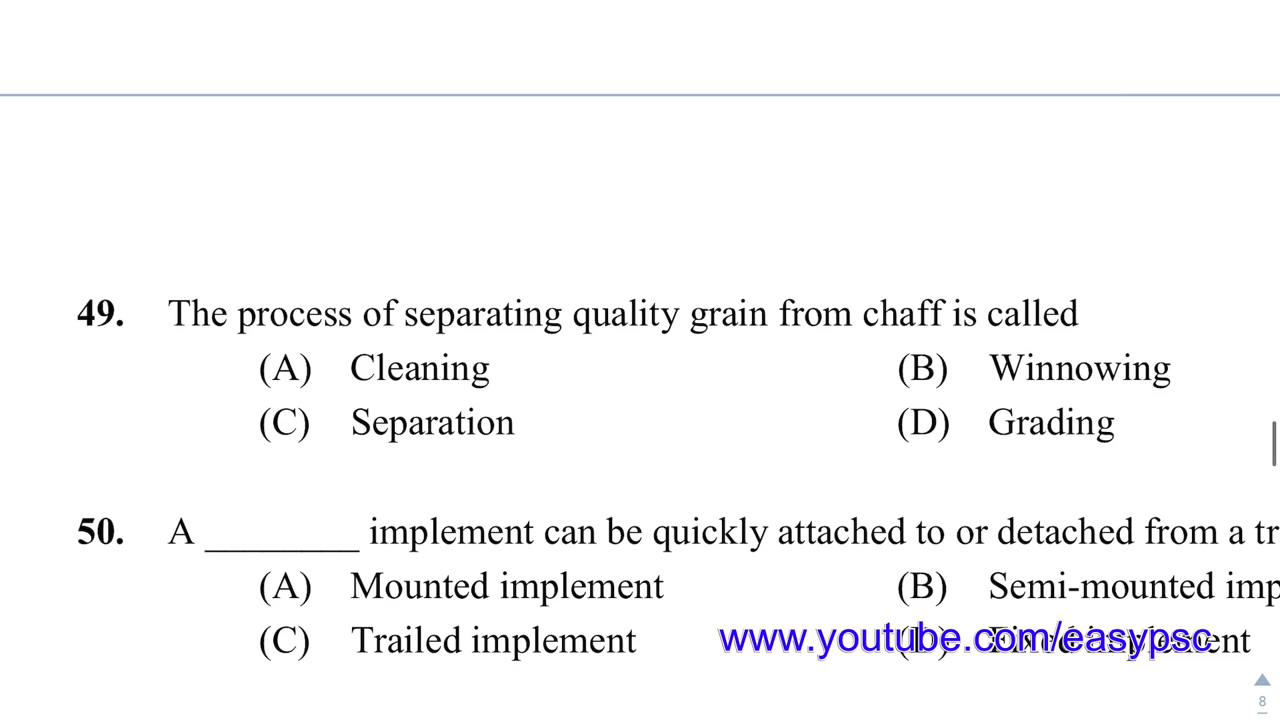 49. The process of separating quality grain from chaff is called
(A) Cleaning (B) Winnowing
(C) Separation (D) Grading
50. A ________ implement can be quickly attached to or detached from a tr
(A) Mounted implement (B) Semi-mounted imp
(C) Trailed implement (D) Fixed implement
www.youtube.com/easypsc
8